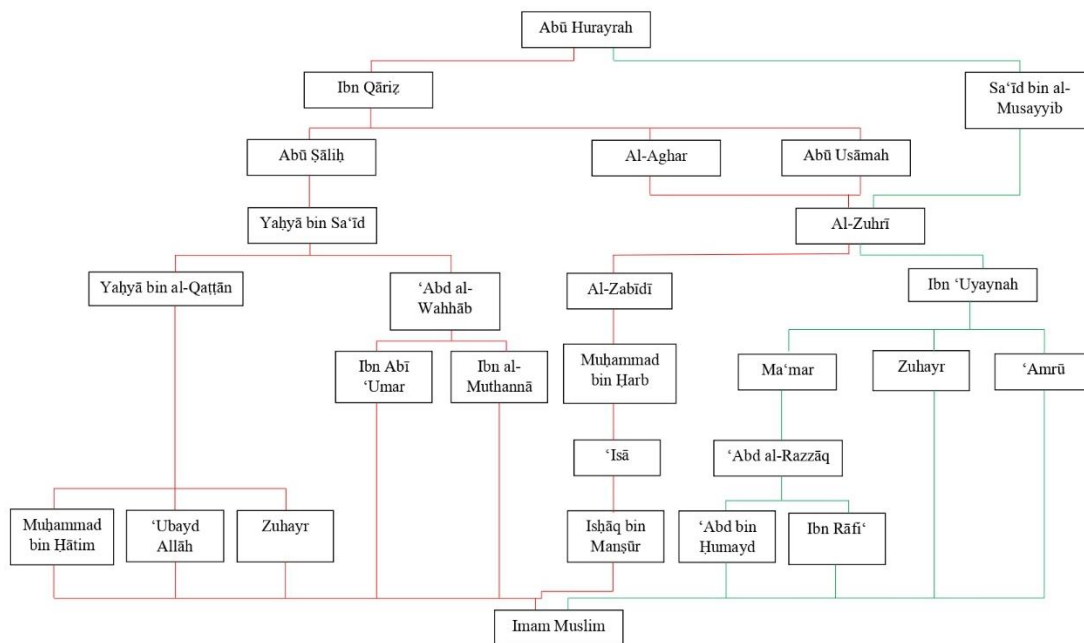 Abū Hurayrah
Ibn Qāriẓ
Sa‘īd bin al-
Musayyib
Abū Ṣāliḥ
Al-Aghar
Abū Usāmah
Yaḥyā bin Sa‘īd
Al-Zuhrī
Yaḥyā bin al-Qaṭṭān
‘Abd al-
Wahhāb
Al-Zabīdī
Ibn ‘Uyaynah
Ibn Abī
‘Umar
Ibn al-
Muthannā
Muḥammad
bin Ḥarb
Ma‘mar
Zuhayr
‘Amrū
‘Isā
‘Abd al-Razzāq
Muḥammad
bin Ḥātim
‘Ubayd
Allāh
Zuhayr
Isḥāq bin
Manṣūr
‘Abd bin
Ḥumayd
Ibn Rāfi‘
Imam Muslim